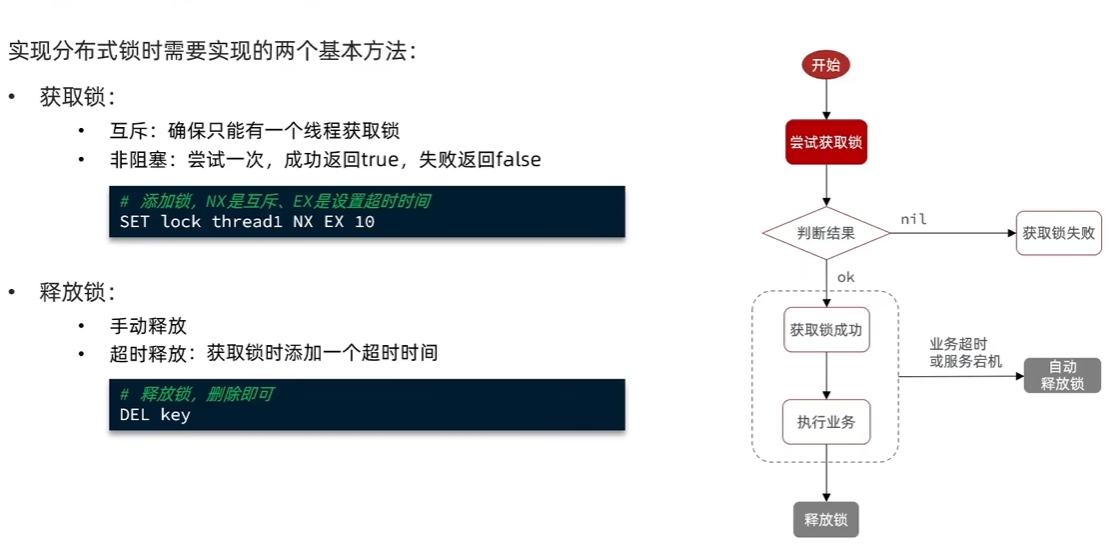 实现分布式锁时需要实现的两个基本方法：
• 获取锁：
• 互斥：确保只能有一个线程获取锁
• 非阻塞：尝试一次，成功返回true，失败返回false
# 添加锁，NX是互斥、EX是设置超时时间
SET lock thread1 NX EX 10
• 释放锁：
• 手动释放
• 超时释放：获取锁时添加一个超时时间
# 释放锁，删除即可
DEL key
开始
尝试获取锁
判断结果
nil
获取锁失败
ok
获取锁成功
业务超时
或服务宕机
自动
释放锁
执行业务
释放锁